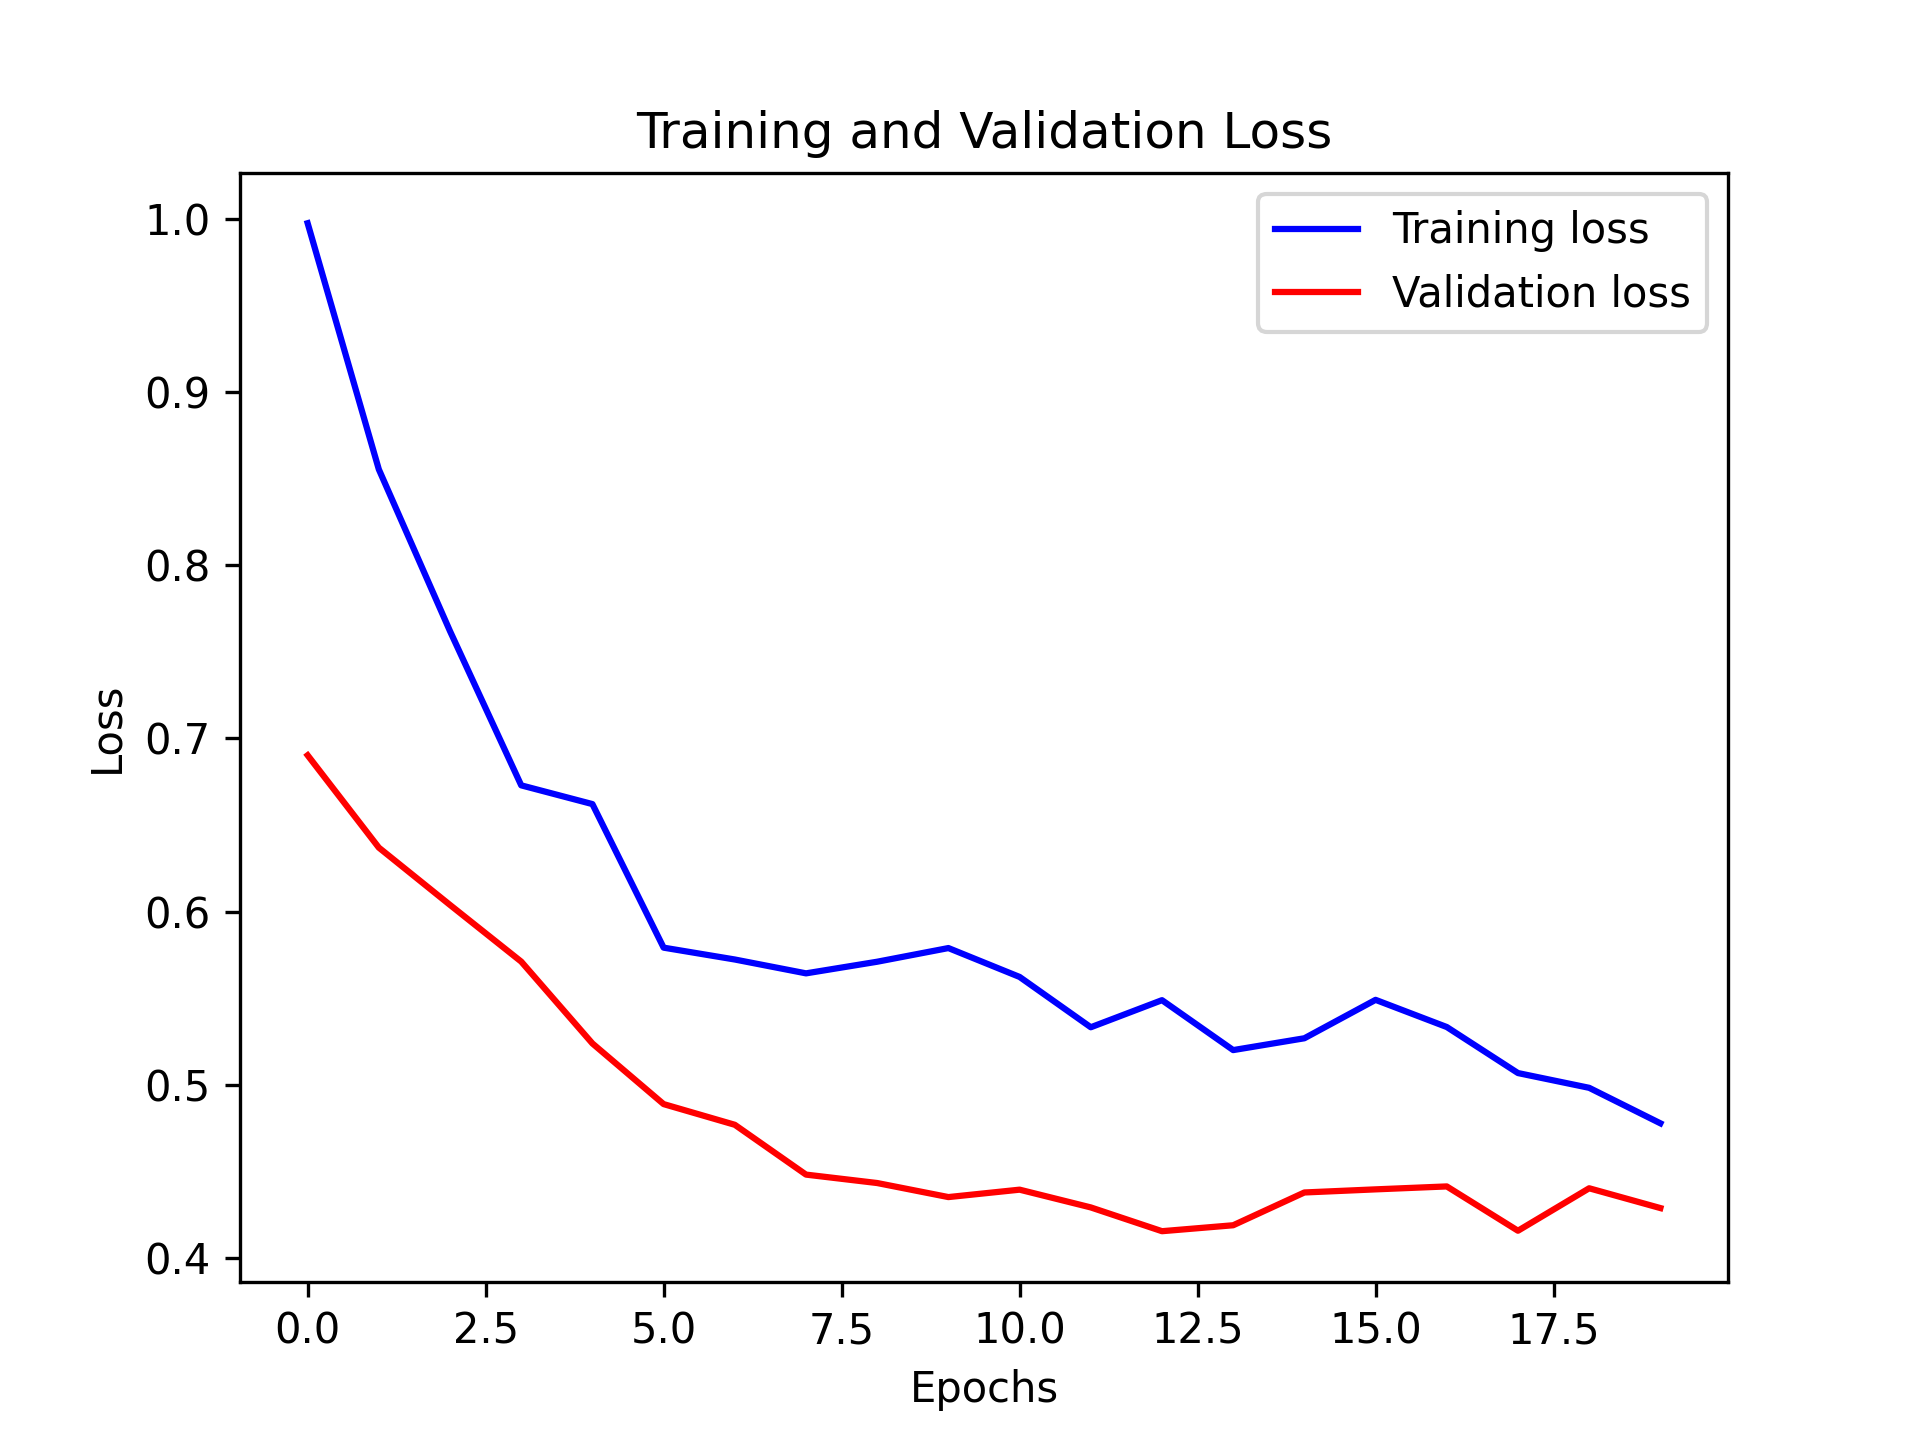 Training and Validation Loss
Training loss
Validation loss
1.0
0.9
0.8
0.7
0.6
0.5
0.4
Loss
0.0 2.5 5.0 7.5 10.0 12.5 15.0 17.5
Epochs